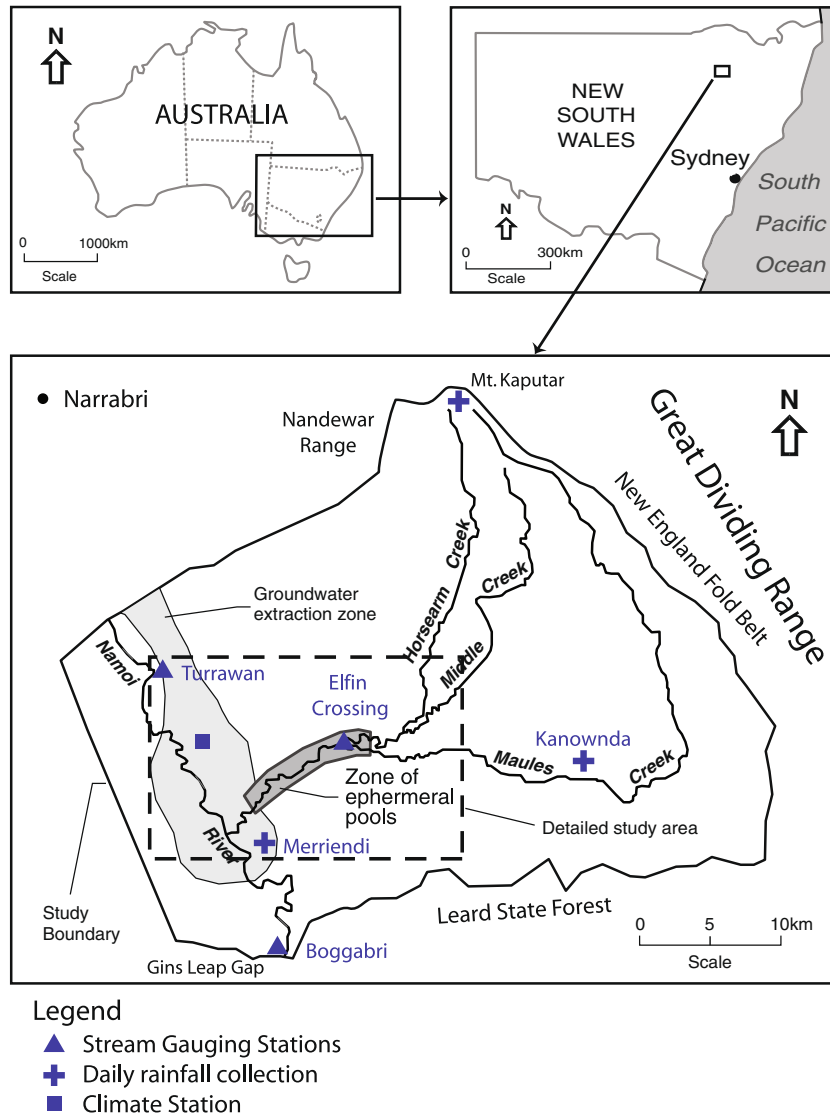 N
AUSTRALIA
0 1000km
Scale
NEW
SOUTH
WALES
Sydney
South
Pacific
Ocean
N
0 300km
Scale
Narrabri
Mt. Kaputar
Nandewar
Range
N
Great Dividing Range
New England Fold Belt
Groundwater
extraction zone
Horsearm Creek
Middle Creek
Namoi River
Turrawan
Elfin
Crossing
Kanownda
Maules Creek
Zone of
ephemeral
pools
Detailed study area
Merriendi
Study
Boundary
Leard State Forest
Gins Leap Gap
Boggabri
0 5 10km
Scale
Legend
Stream Gauging Stations
Daily rainfall collection
Climate Station